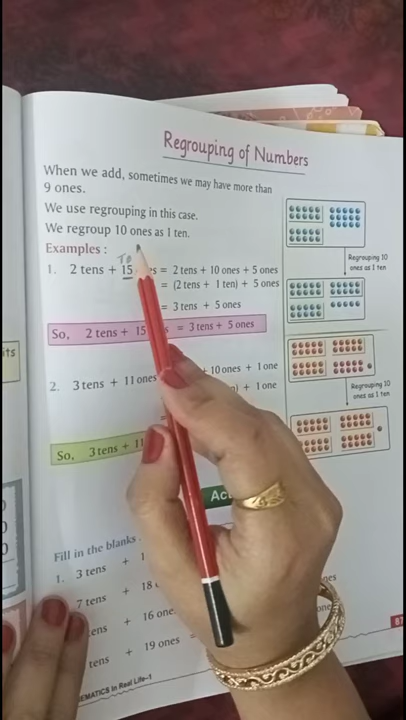 Regrouping of Numbers
When we add, sometimes we may have more than
9 ones.
We use regrouping in this case.
We regroup 10 ones as 1 ten.
Examples :
T O
1. 2 tens + 15 = 2 tens + 10 ones + 5 ones
= (2 tens + 1 ten) + 5 ones
= 3 tens + 5 ones
So, 2 tens + 15 = 3 tens + 5 ones
2. 3 tens + 11 ones + 10 ones + 1 one
+ 1 one
So, 3 tens + 11
Regrouping 10
ones as 1 ten
Regrouping 10
ones as 1 ten
Fill in the blanks
1. 3 tens + 1
7 tens + 18
tens + 16 one
tens + 19 ones =
EMATICS in Real Life-1
87